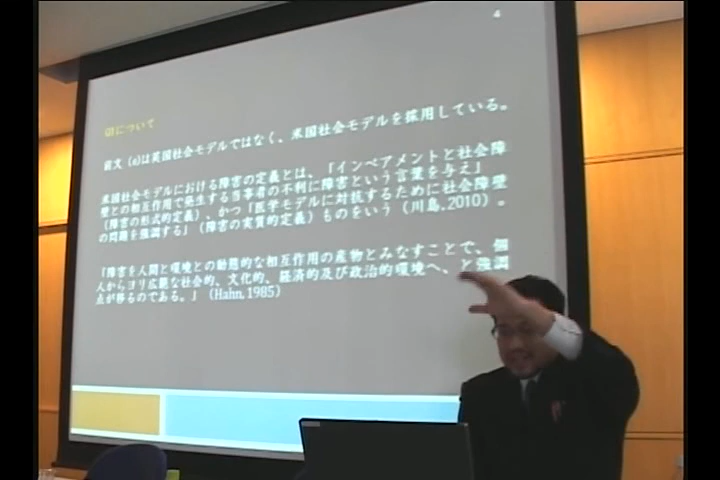 4
Q1について
前文（e)は英国社会モデルではなく、米国社会モデルを採用している。
米国社会モデルにおける障害の定義とは、「インペアメントと社会障
壁との相互作用で発生する当事者の不利に障害という言葉を与え」
（障害の形式的定義）、かつ「医学モデルに対抗するために社会障壁
の問題を強調する」（障害の実質的定義）ものをいう（川島,2010）。
「障害を人間と環境との動態的な相互作用の産物とみなすことで、個
人からヨリ広範な社会的、文化的、経済的及び政治的環境へ、と強調
点が移るのである。」（Hahn,1985）